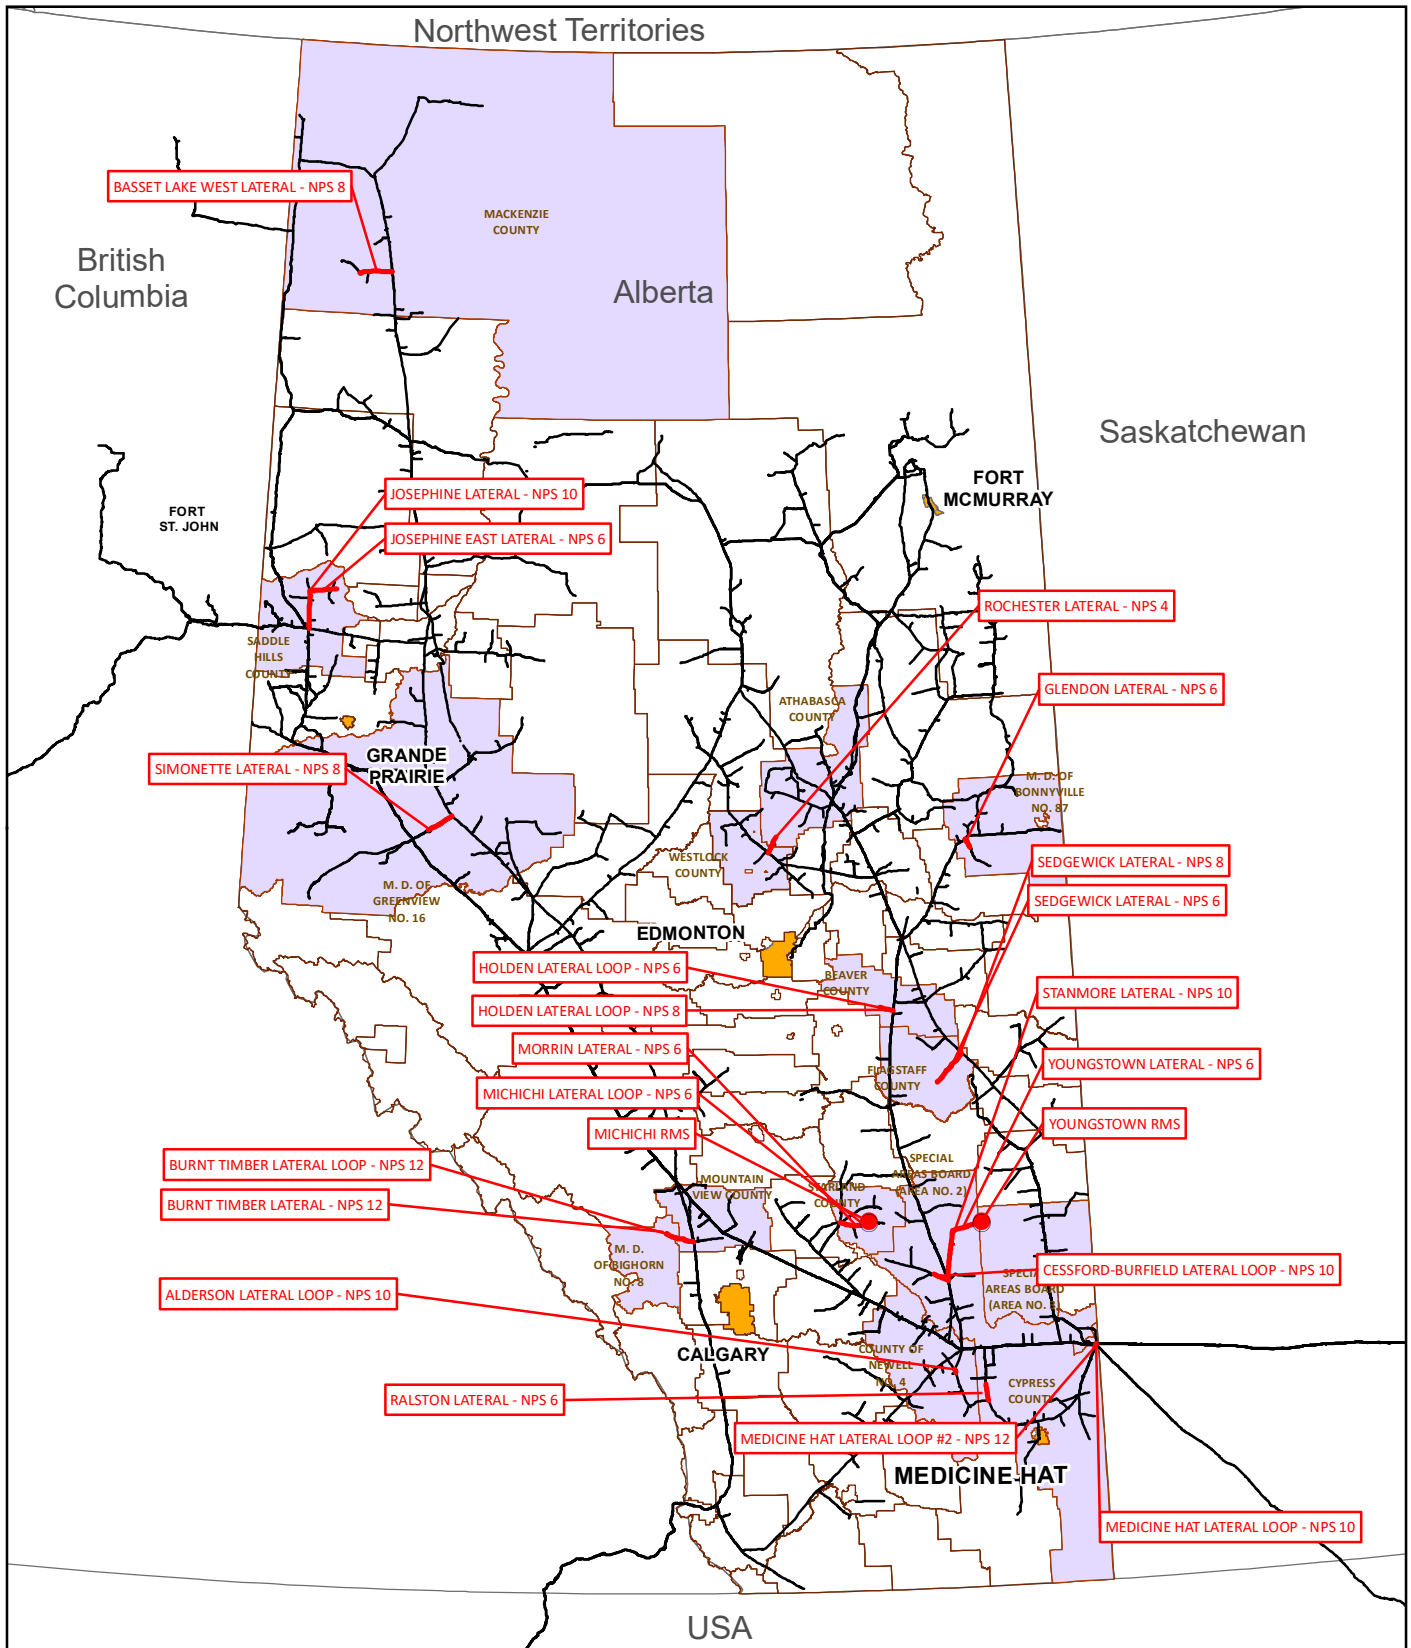 Northwest Territories
BASSET LAKE WEST LATERAL - NPS 8
MACKENZIE
COUNTY
British
Columbia
Alberta
Saskatchewan
FORT
MCMURRAY
JOSEPHINE LATERAL - NPS 10
FORT
ST. JOHN
JOSEPHINE EAST LATERAL - NPS 6
ROCHESTER LATERAL - NPS 4
SADDLE
HILLS
COUNTY
GLENDON LATERAL - NPS 6
ATHABASCA
COUNTY
GRANDE
PRAIRIE
SIMONETTE LATERAL - NPS 8
M. D. OF
BONNYVILLE
NO. 87
WESTLOCK
COUNTY
SEDGEWICK LATERAL - NPS 8
M. D. OF
GREENVIEW
NO. 16
SEDGEWICK LATERAL - NPS 6
EDMONTON
HOLDEN LATERAL LOOP - NPS 6
BEAVER
COUNTY
STANMORE LATERAL - NPS 10
HOLDEN LATERAL LOOP - NPS 8
MORRIN LATERAL - NPS 6
YOUNGSTOWN LATERAL - NPS 6
FLAGSTAFF
COUNTY
MICHICHI LATERAL LOOP - NPS 6
YOUNGSTOWN RMS
MICHICHI RMS
BURNT TIMBER LATERAL LOOP - NPS 12
SPECIAL
AREAS BOARD
(AREA NO. 2)
MOUNTAIN
VIEW COUNTY
STARLAND
COUNTY
BURNT TIMBER LATERAL - NPS 12
M. D.
OF BIGHORN
NO. 8
CESSFORD-BURFIELD LATERAL LOOP - NPS 10
SPECIAL
AREAS BOARD
(AREA NO.
ALDERSON LATERAL LOOP - NPS 10
CALGARY
COUNTY OF
NEWELL
NO. 4
CYPRESS
COUNTY
RALSTON LATERAL - NPS 6
MEDICINE HAT LATERAL LOOP #2 - NPS 12
MEDICINE HAT
MEDICINE HAT LATERAL LOOP - NPS 10
USA